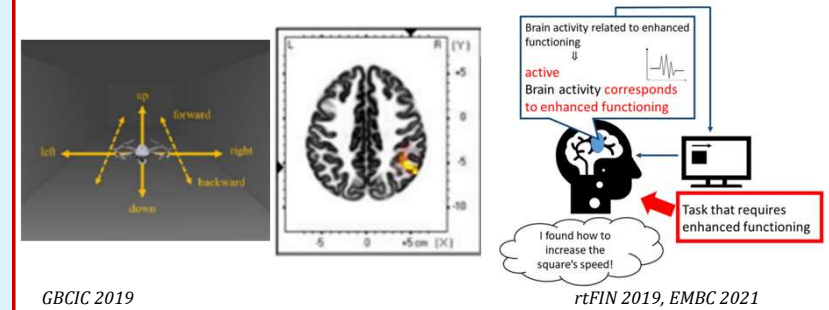 up
forward
left
right
backward
down
L
R
(Y)
+5
0
-5
-10
-5
0
+5 cm (X)
Brain activity related to enhanced
functioning
⇓
active
Brain activity corresponds
to enhanced functioning
Task that requires
enhanced functioning
I found how to
increase the
square's speed!
GBCIC 2019
rtFIN 2019, EMBC 2021